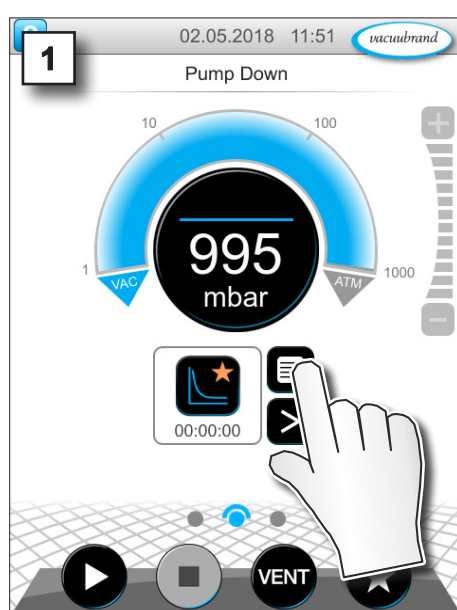 02.05.2018 11:51 vacuubrand
1
Pump Down
10 100
995
mbar
1 VAC ATM 1000
00:00:00
VENT